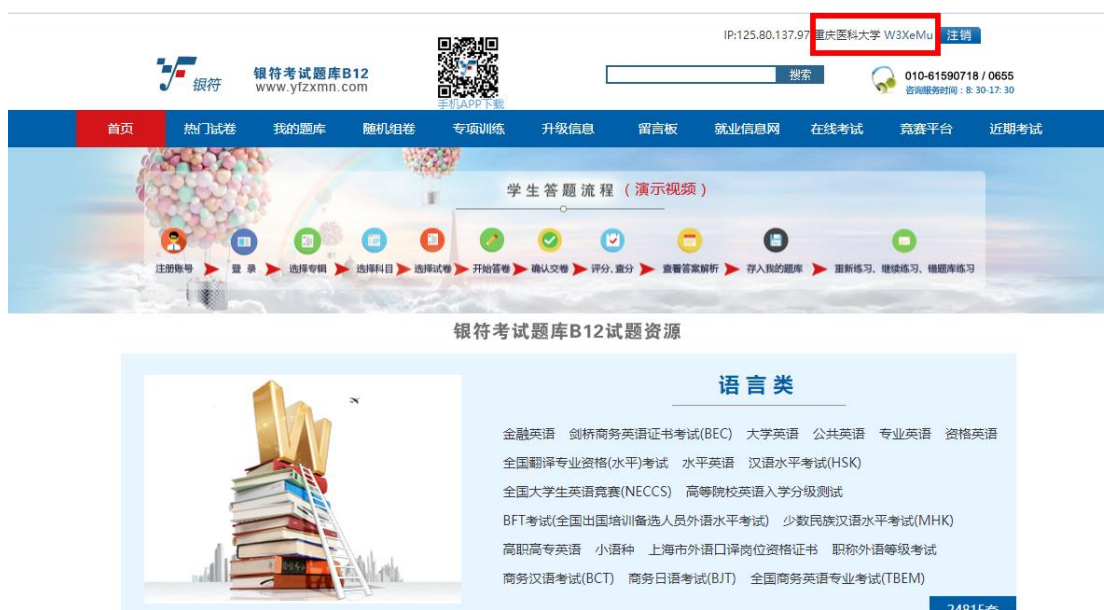 IP:125.80.137.97 重庆医科大学 W3XeMu 注销
银符
银符考试题库B12
www.yfzxmn.com
手机APP下载
搜索
010-61590718 / 0655
咨询服务时间：8: 30-17: 30
首页 热门试卷 我的题库 随机组卷 专项训练 升级信息 留言板 就业信息网 在线考试 竞赛平台 近期考试
学生答题流程（演示视频）
注册账号 登 录 选择专辑 选择科目 选择试卷 开始答卷 确认交卷 评分、查分 查看答案解析 存入我的题库 重新练习、继续练习、错题库练习
银符考试题库B12试题资源
语言类
金融英语 剑桥商务英语证书考试(BEC) 大学英语 公共英语 专业英语 资格英语
全国翻译专业资格(水平)考试 水平英语 汉语水平考试(HSK)
全国大学生英语竞赛(NECCS) 高等院校英语入学分级测试
BFT考试(全国出国培训备选人员外语水平考试) 少数民族汉语水平考试(MHK)
高职高专英语 小语种 上海市外语口译岗位资格证书 职称外语等级考试
商务汉语考试(BCT) 商务日语考试(BJT) 全国商务英语专业考试(TBEM)
24815套